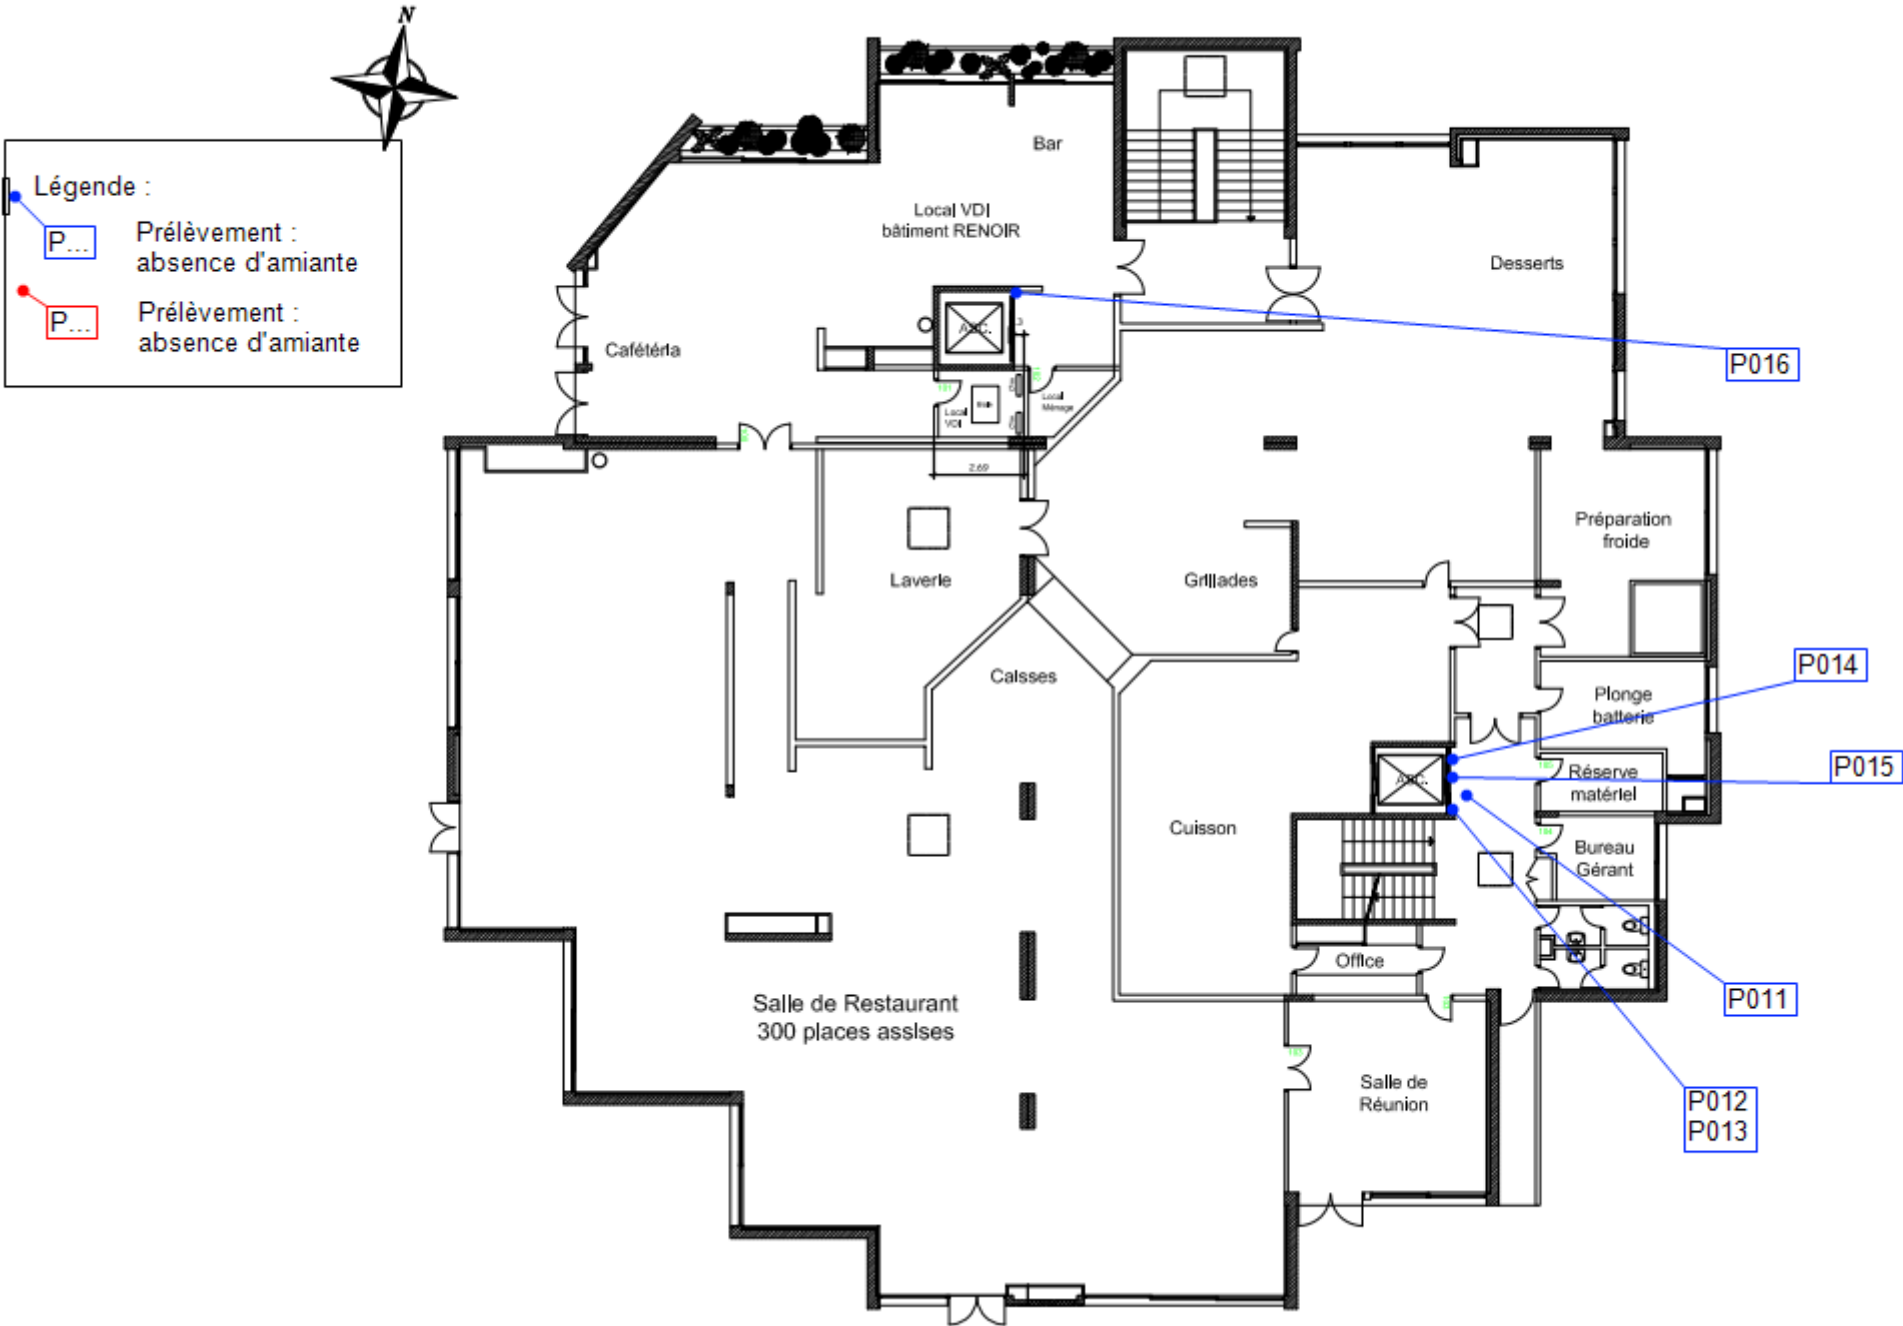 N
Légende :
P...
Prélèvement :
absence d'amiante
P...
Prélèvement :
absence d'amiante
Bar
Local VDI
bâtiment RENOIR
Desserts
ASC.
3
Cafétéria
P016
Local
VDI
Local
Ménage
2.69
Préparation
froide
Laverie
Grillades
Caisses
P014
Plonge
batterie
P015
ASC.
Réserve
matériel
Cuisson
Bureau
Gérant
Office
P011
Salle de Restaurant
300 places assises
Salle de
Réunion
P012
P013